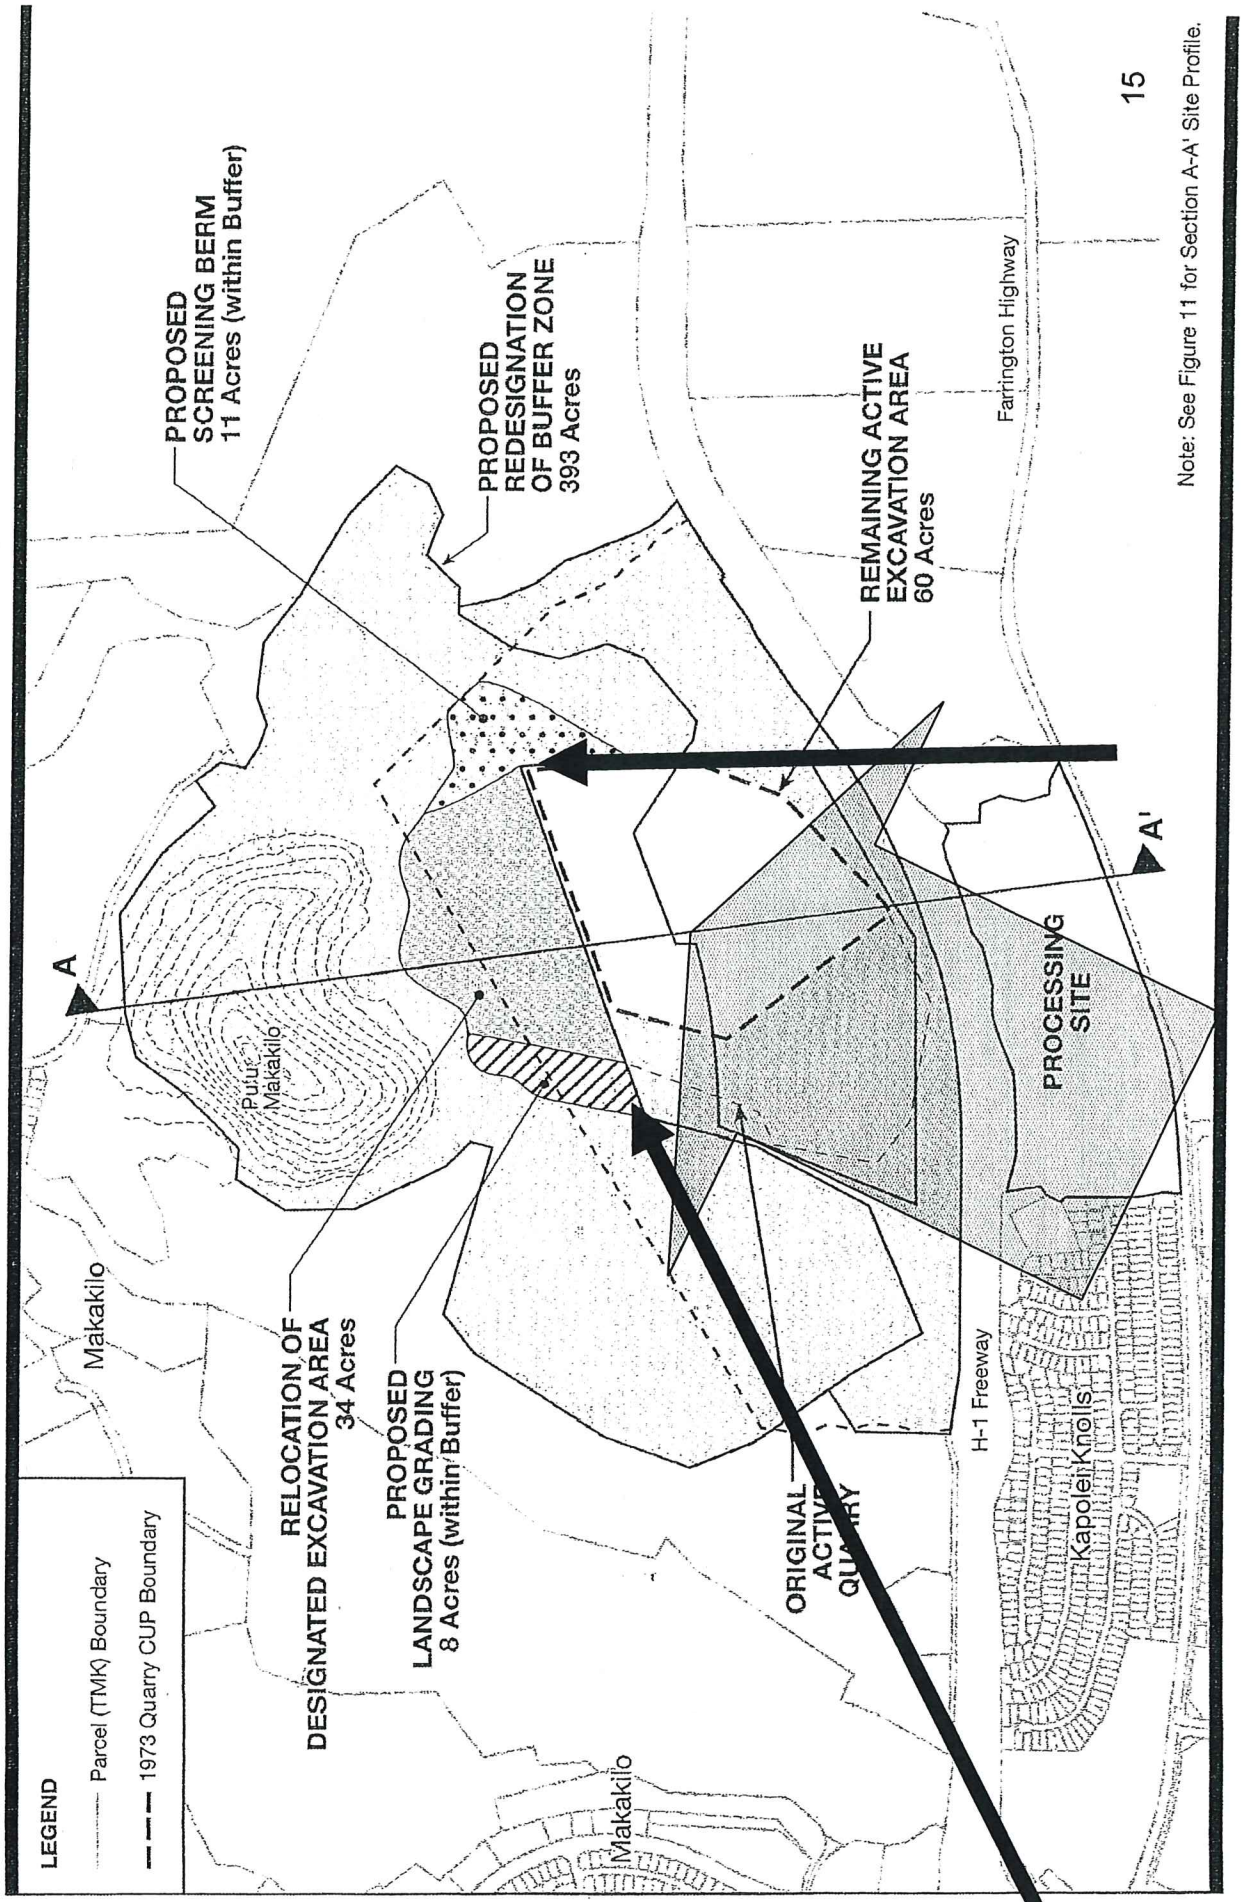 LEGEND
Parcel (TMK) Boundary
1973 Quarry CUP Boundary
Makakilo
Makakilo
RELOCATION OF
DESIGNATED EXCAVATION AREA
34 Acres
PROPOSED
LANDSCAPE GRADING
8 Acres (within Buffer)
ORIGINAL
ACTIVE
QUARRY
H-1 Freeway
Kapolei Knolls
Puʻu
Makakilo
A
PROCESSING
SITE
A'
PROPOSED
SCREENING BERM
11 Acres (within Buffer)
PROPOSED
REDESIGNATION
OF BUFFER ZONE
393 Acres
REMAINING ACTIVE
EXCAVATION AREA
60 Acres
Farrington Highway
15
Note: See Figure 11 for Section A-A' Site Profile.